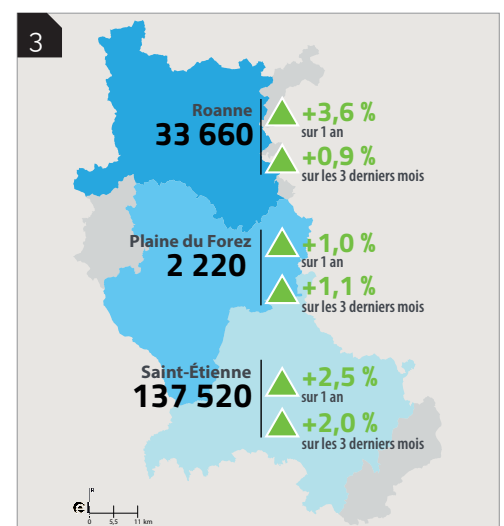 3
Roanne
33 660
+3,6 %
sur 1 an
+0,9 %
sur les 3 derniers mois
Plaine du Forez
2 220
+1,0 %
sur 1 an
+1,1 %
sur les 3 derniers mois
Saint-Étienne
137 520
+2,5 %
sur 1 an
+2,0 %
sur les 3 derniers mois
0 5,5 11 km